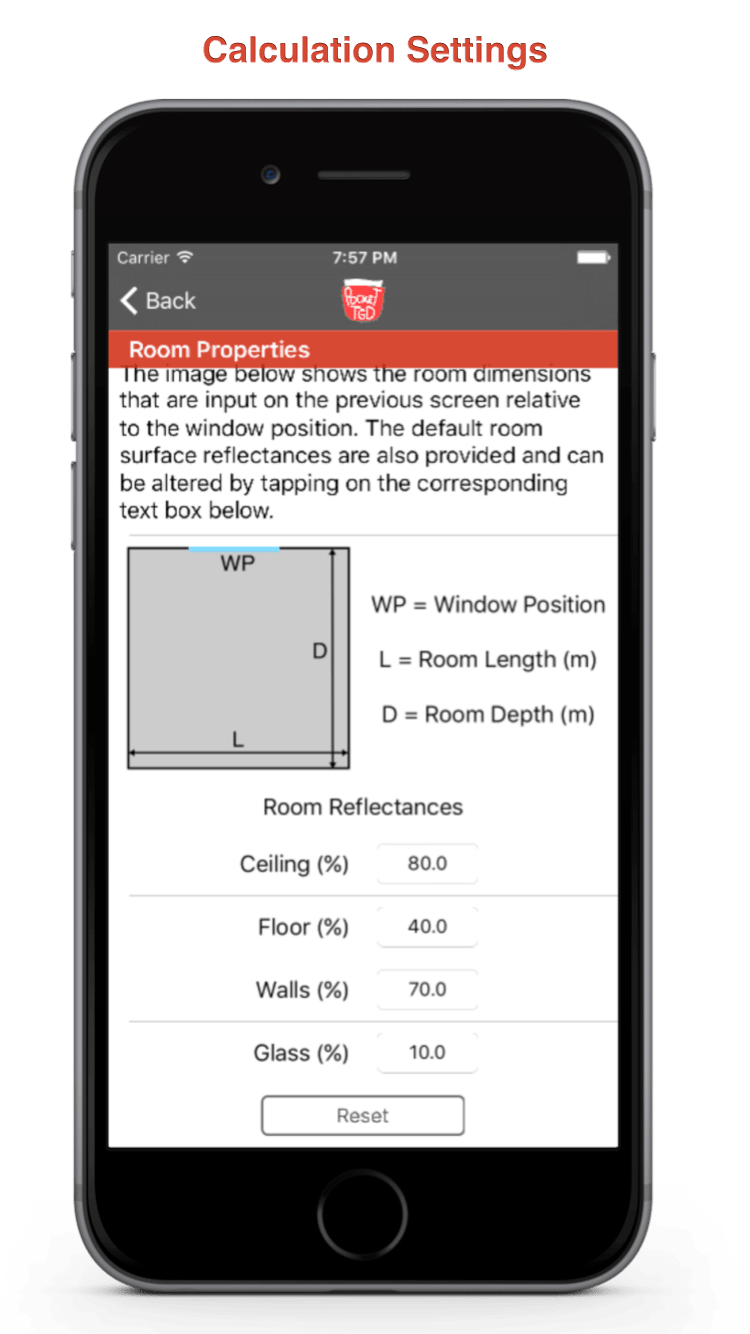 Calculation Settings
Carrier
7:57 PM
Back
Pocket
TGD
Room Properties
The image below shows the room dimensions
that are input on the previous screen relative
to the window position. The default room
surface reflectances are also provided and can
be altered by tapping on the corresponding
text box below.
WP
D
L
WP = Window Position
L = Room Length (m)
D = Room Depth (m)
Room Reflectances
Ceiling (%) 80.0
Floor (%) 40.0
Walls (%) 70.0
Glass (%) 10.0
Reset